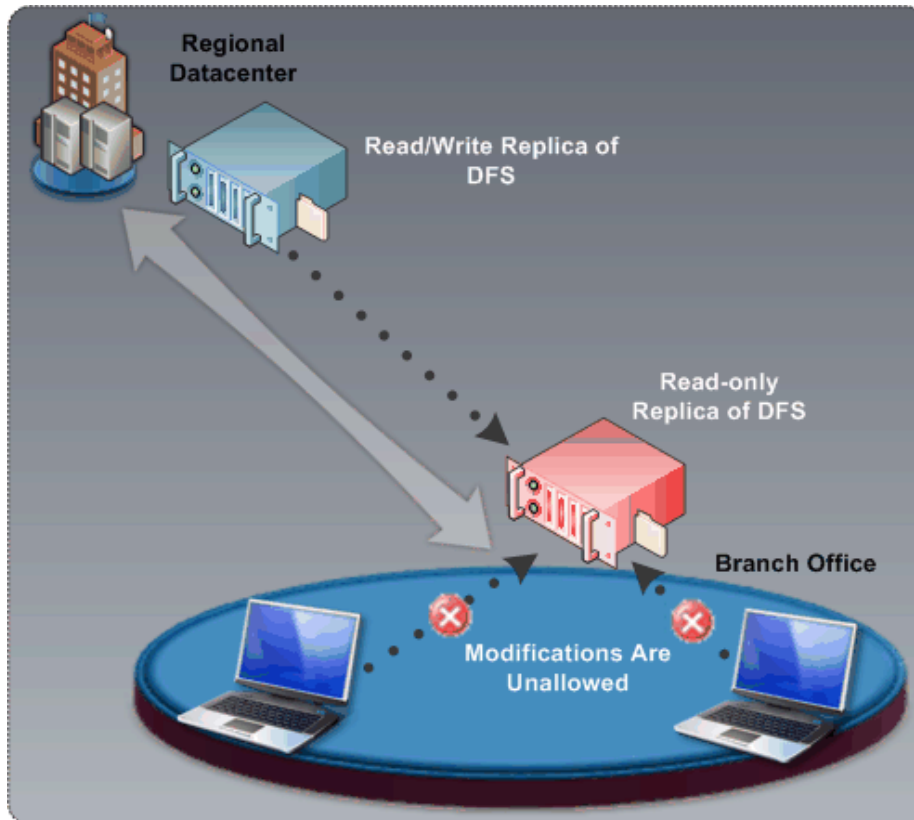 Regional
Datacenter
Read/Write Replica of
DFS
Read-only
Replica of DFS
Branch Office
Modifications Are
Unallowed